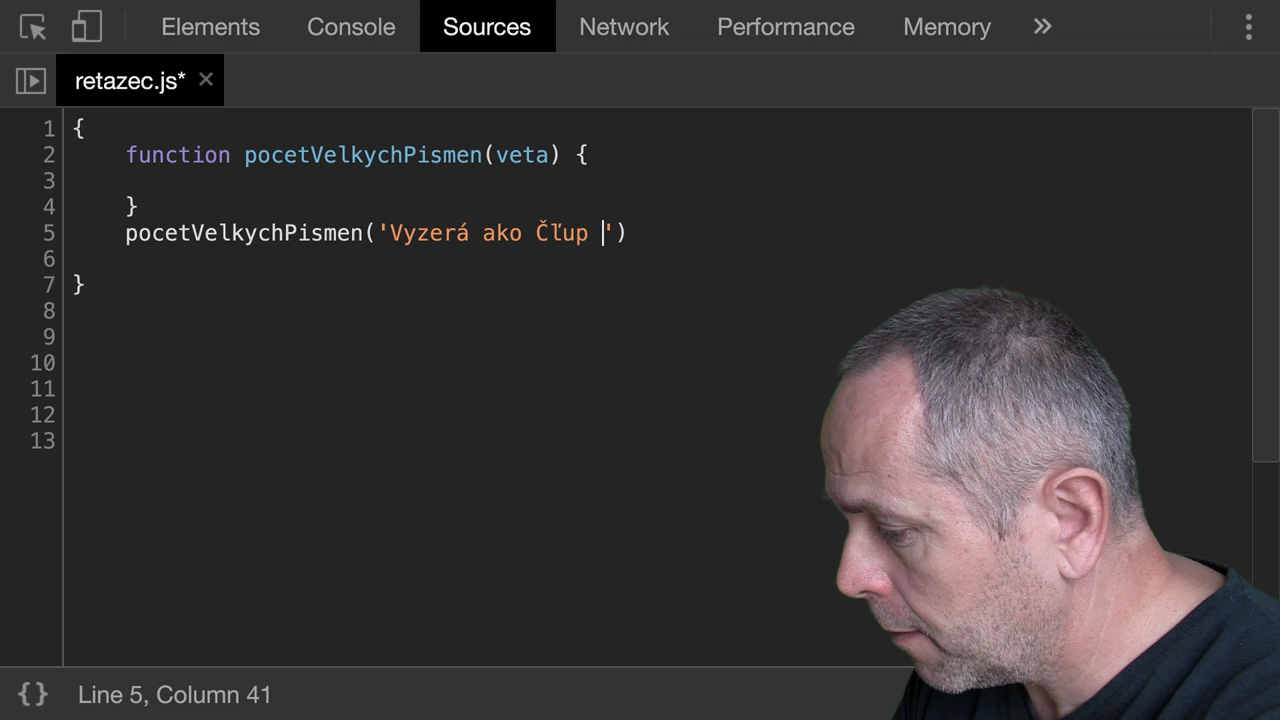 Elements Console Sources Network Performance Memory
retazec.js*
1 {
2 function pocetVelkychPismen(veta) {
3
4 }
5 pocetVelkychPismen('Vyzerá ako Čľup ')
6
7 }
8
9
10
11
12
13
{} Line 5, Column 41